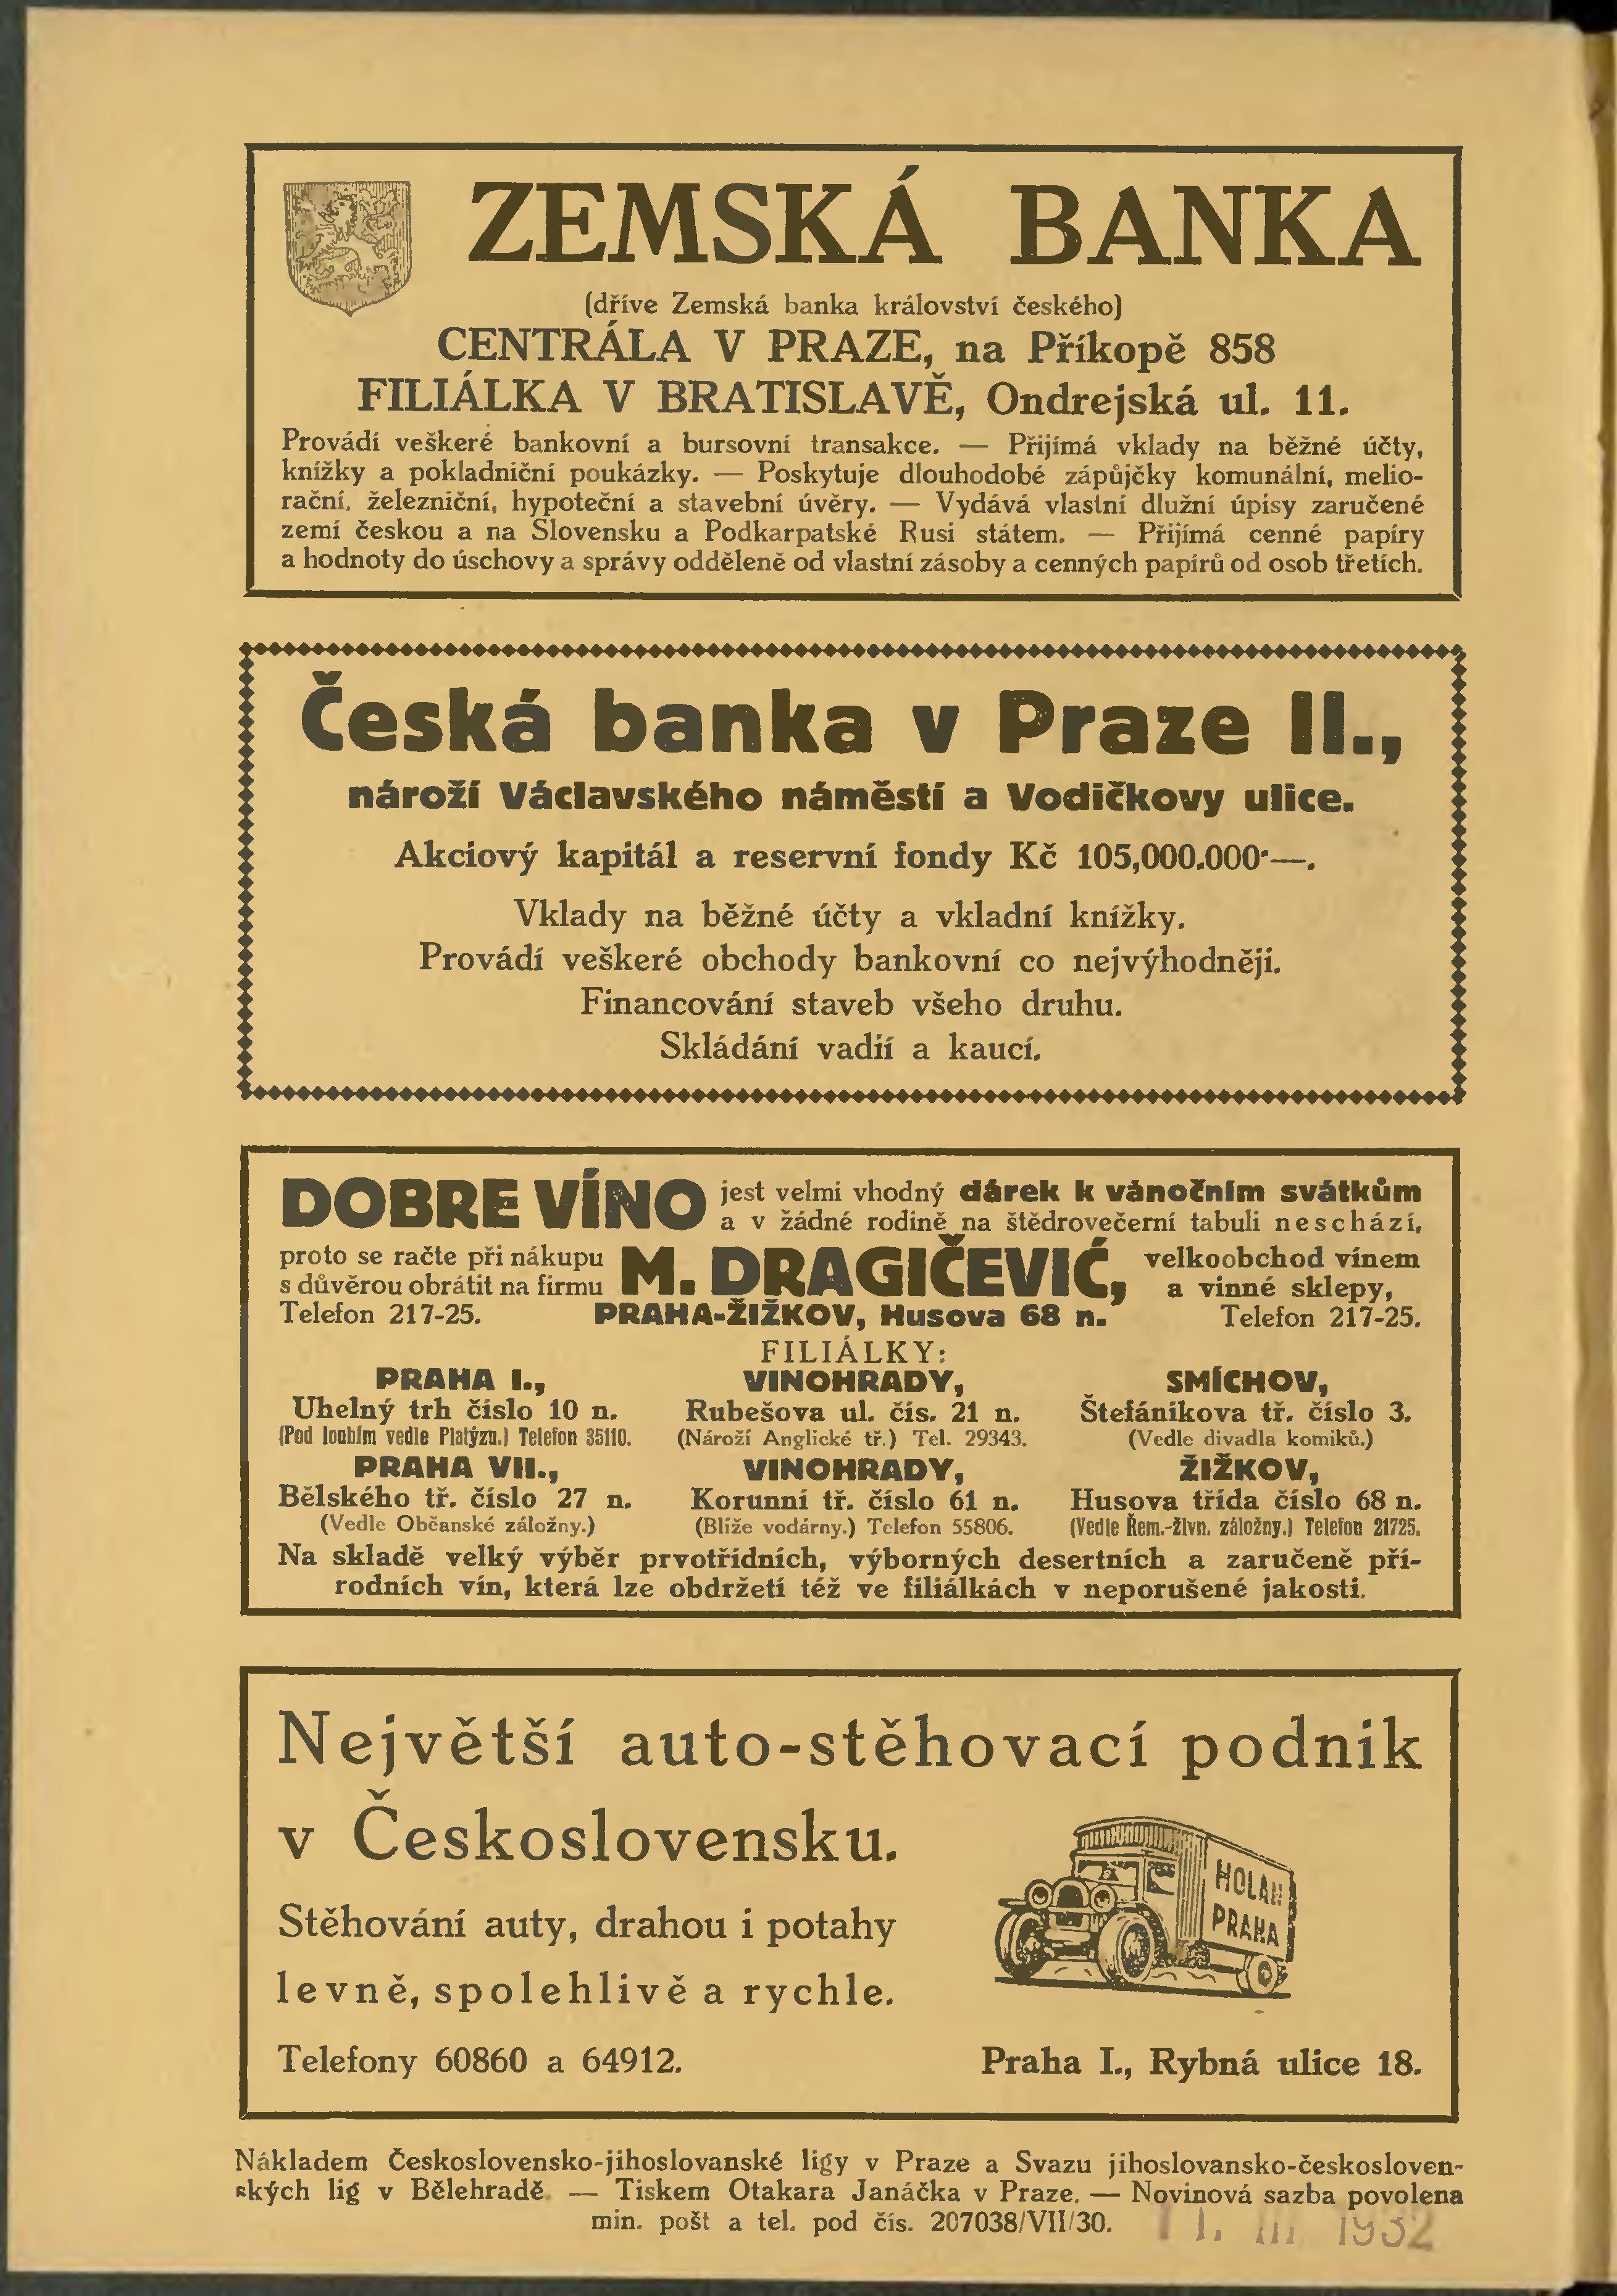 ZEMSKÁ BANKA
(dříve Zemská banka království českého)
CENTRÁLA V PRAZE, na Příkopě 858
FILIÁLKA V BRATISLAVĚ, Ondrejská ul. 11.
Provádí veškeré bankovní a bursovní transakce. — Přijímá vklady na běžné účty,
knížky a pokladniční poukázky. — Poskytuje dlouhodobé zápůjčky komunální, melio-
rační, železniční, hypoteční a stavební úvěry. — Vydává vlastní dlužní úpisy zaručené
zemí českou a na Slovensku a Podkarpatské Rusi státem. — Přijímá cenné papíry
a hodnoty do úschovy a správy odděleně od vlastní zásoby a cenných papírů od osob třetích.
Česká banka v Praze II.,
nároží Václavského náměstí a Vodičkovy ulice.
Akciový kapitál a reservní fondy Kč 105,000.000·—.
Vklady na běžné účty a vkladní knížky.
Provádí veškeré obchody bankovní co nejvýhodněji.
Financování staveb všeho druhu.
Skládání vadií a kaucí.
DOBRE VÍNO jest velmi vhodný dárek k vánočním svátkům
a v žádné rodině na štědrovečerní tabuli neschází,
proto se račte při nákupu
s důvěrou obrátit na firmu
M. DRAGIČEVIĆ,
velkoobchod vínem
a vinné sklepy,
Telefon 217-25. PRAHA-ŽIŽKOV, Husova 68 n. Telefon 217-25.
FILIÁLKY:
PRAHA I., VINOHRADY, SMÍCHOV,
Uhelný trh číslo 10 n. Rubešova ul. čís. 21 n. Štefánikova tř. číslo 3.
(Pod loubím vedle Platýzu.) Telefon 35110. (Nároží Anglické tř.) Tel. 29343. (Vedle divadla komiků.)
PRAHA VII., VINOHRADY, ŽIŽKOV,
Bělského tř. číslo 27 n. Korunní tř. číslo 61 n. Husova třída číslo 68 n.
(Vedle Občanské záložny.) (Blíže vodárny.) Telefon 55806. (Vedle Řem.-živn. záložny.) Telefon 21725.
Na skladě velký výběr prvotřídních, výborných desertních a zaručeně pří-
rodních vín, která lze obdržeti též ve filiálkách v neporušené jakosti.
Největší auto-stěhovací podnik
v Československu.
HOLAN
PRAHA
Stěhování auty, drahou i potahy
levně, spolehlivě a rychle.
Telefony 60860 a 64912. Praha I., Rybná ulice 18.
Nákladem Československo-jihoslovanské ligy v Praze a Svazu jihoslovansko-českosloven-
ských lig v Bělehradě. — Tiskem Otakara Janáčka v Praze. — Novinová sazba povolena
min. pošt a tel. pod čís. 207038/VII/30.
III 1932